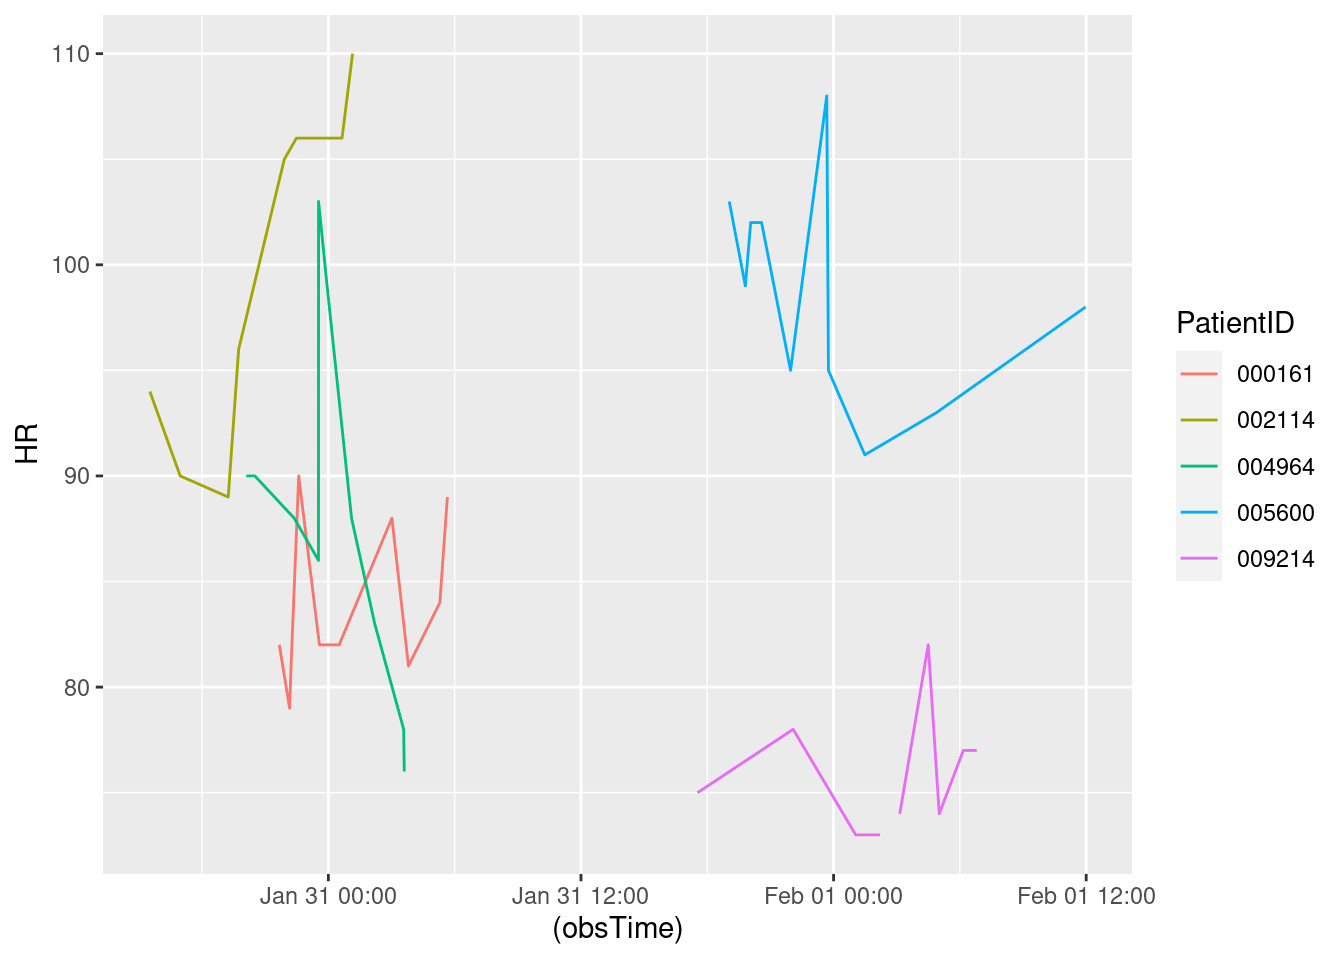 110
100
90
80
HR
Jan 31 00:00
Jan 31 12:00
Feb 01 00:00
Feb 01 12:00
(obsTime)
PatientID
000161
002114
004964
005600
009214